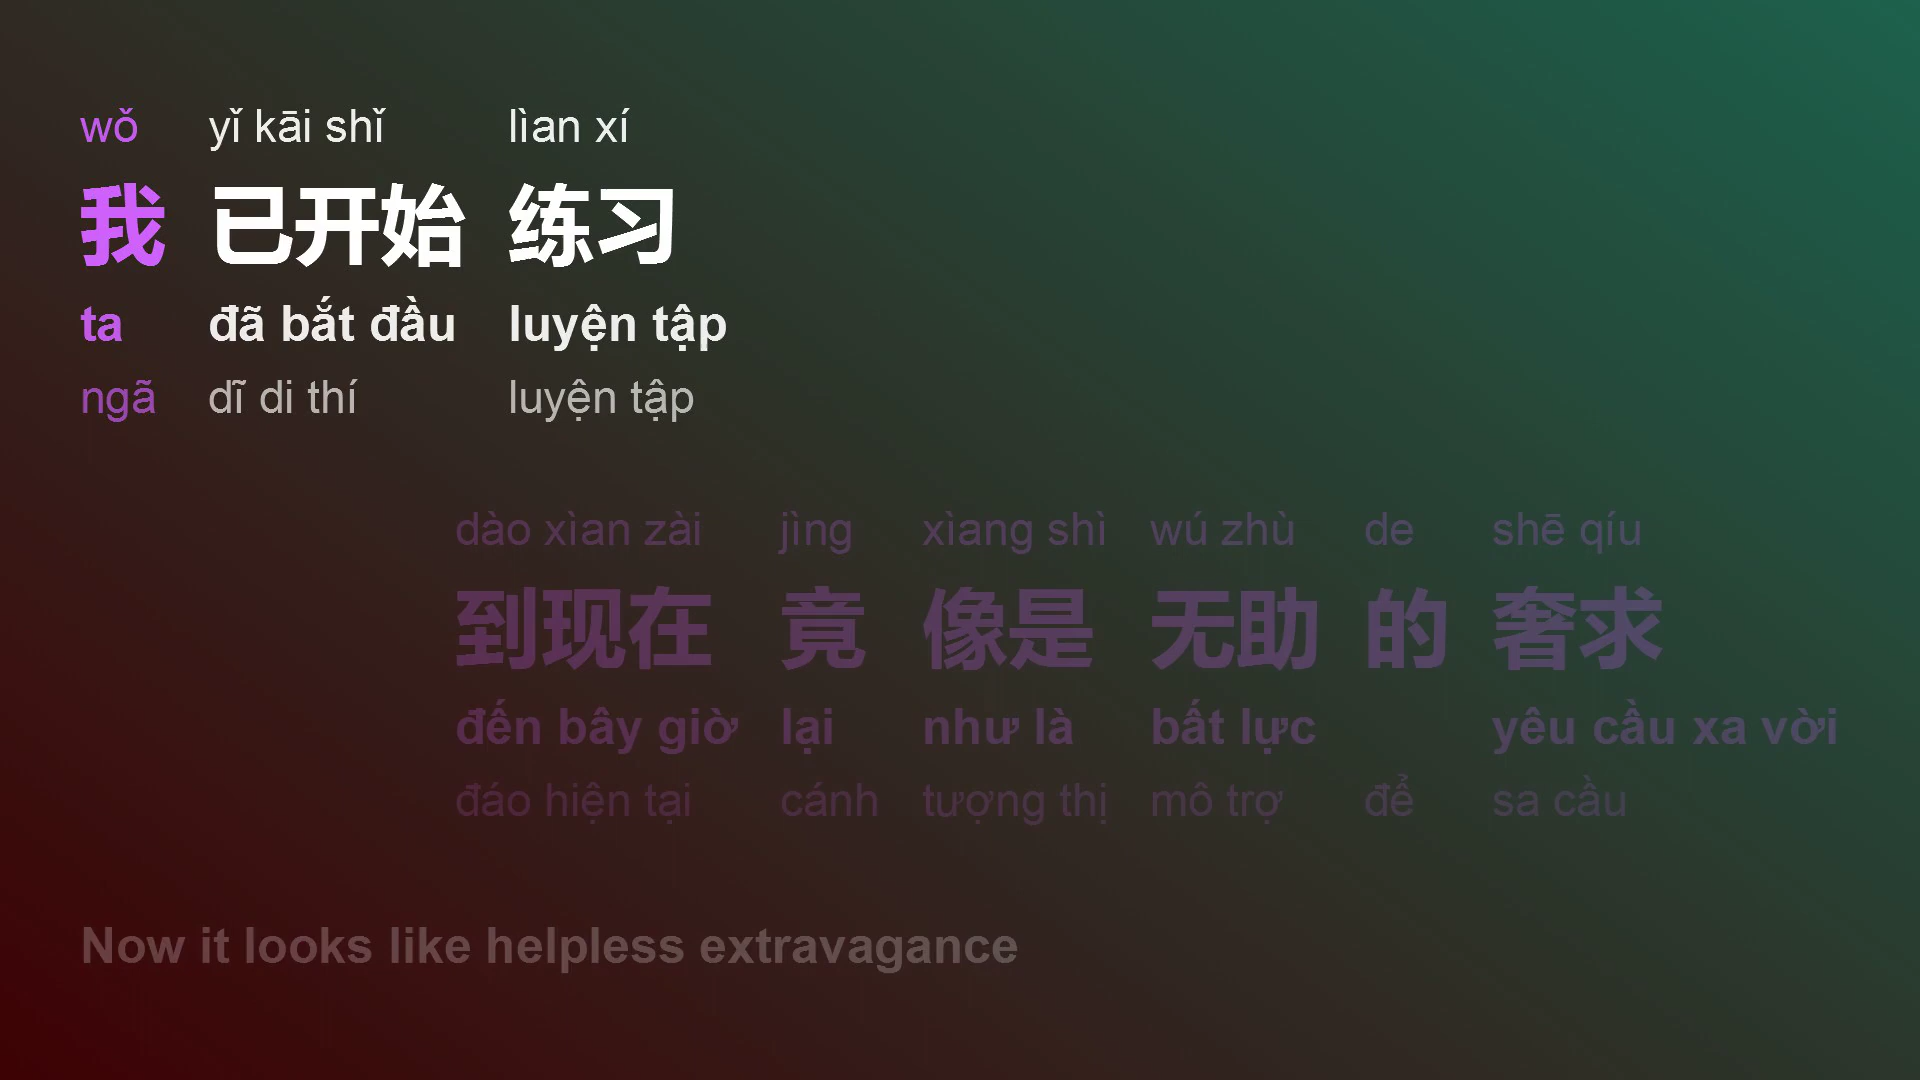 wǒ yǐ kāi shǐ lìan xí
我 已开始 练习
ta đã bắt đầu luyện tập
ngã dĩ di thí luyện tập
dào xìan zài jìng xìang shì wú zhù de shē qíu
到现在 竟 像是 无助 的 奢求
đến bây giờ lại như là bất lực yêu cầu xa vời
đáo hiện tại cánh tượng thị mô trợ để sa cầu
Now it looks like helpless extravagance